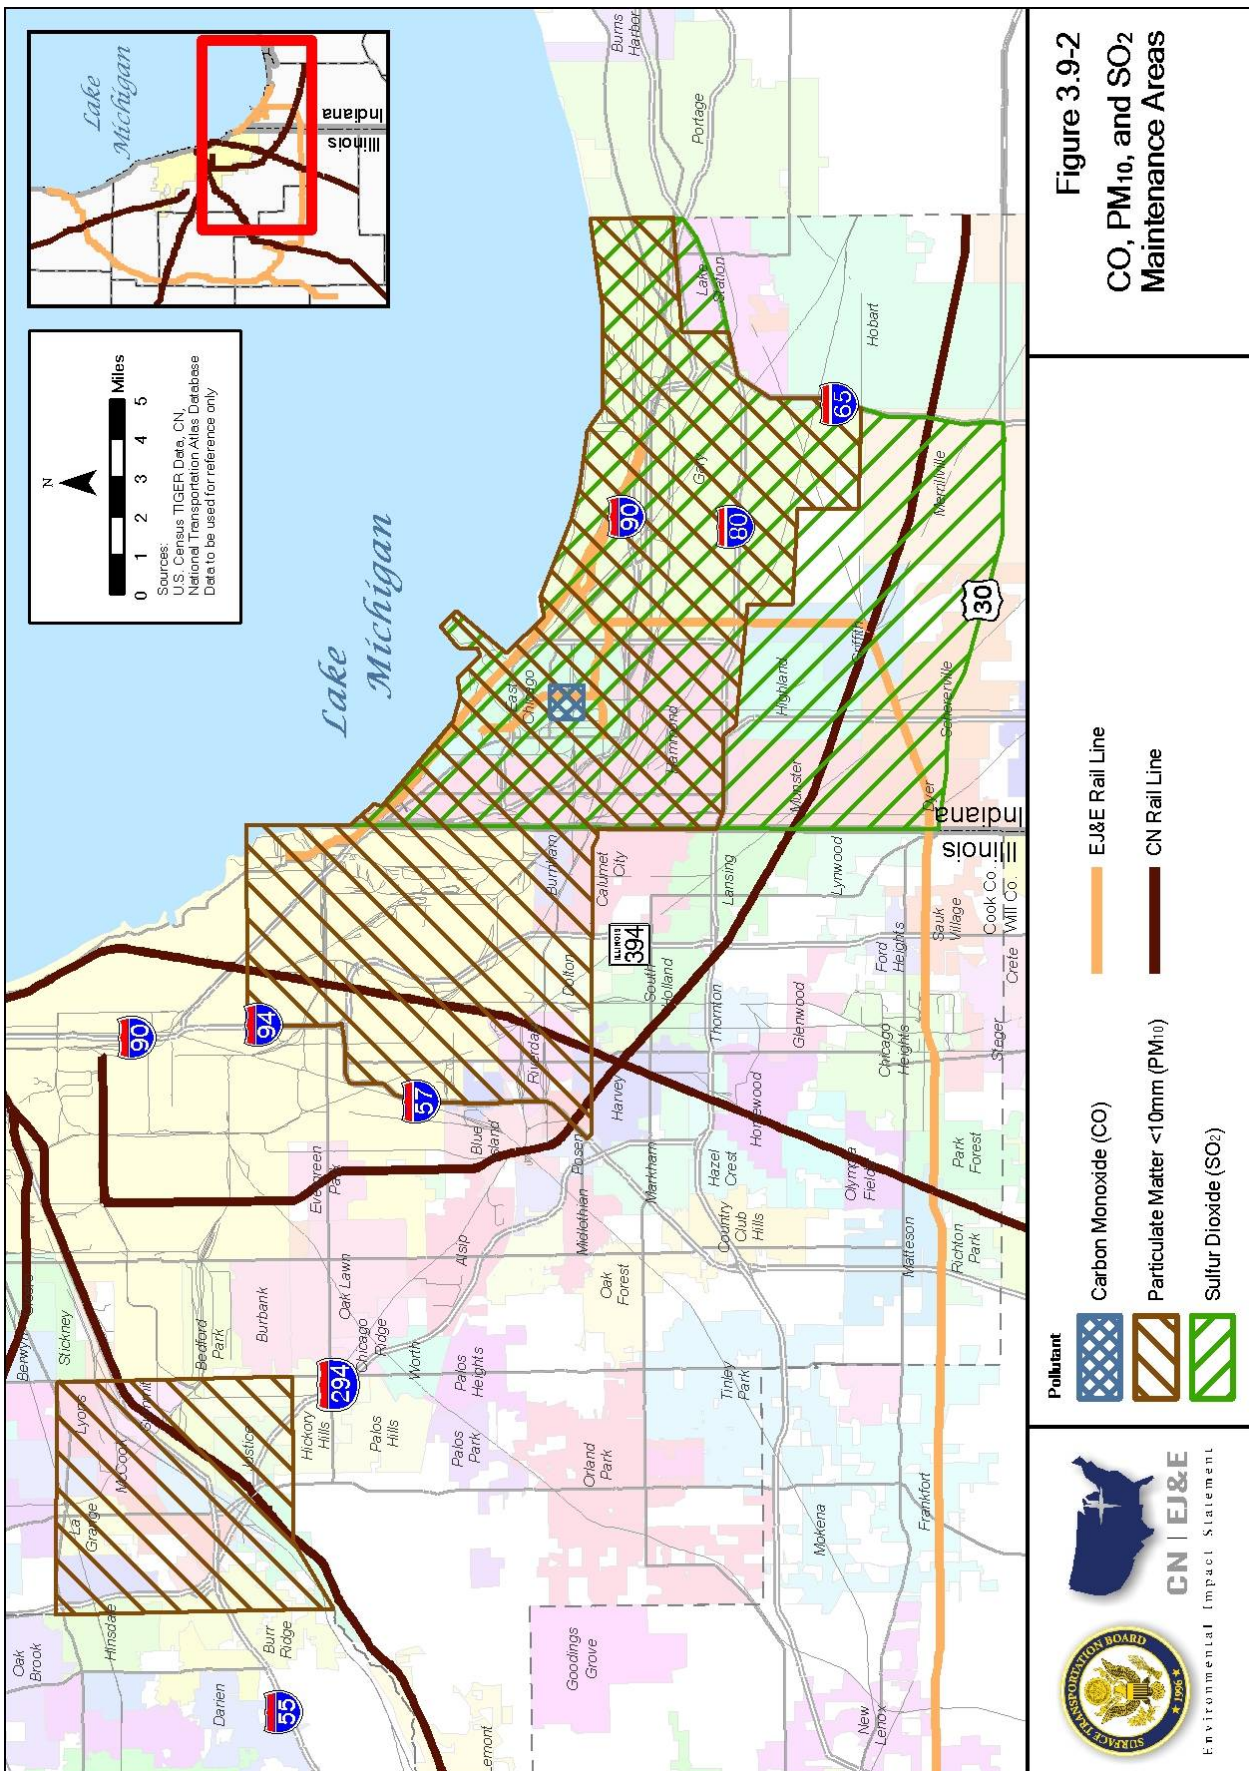 Lake
Michigan
Illinois
Indiana
N
0 1 2 3 4 5 Miles
Sources:
U.S. Census TIGER Data, CN,
National Transportation Atlas Database
Data to be used for reference only
Lake
Michigan
Oak
Brook
Hinsdale
La
Grange
McCook
Lyons
Summit
Berwyn
Stickney
Darien
Burr
Ridge
Justice
Bedford
Park
Burbank
55
Hickory
Hills
294
Palos
Hills
Chicago
Ridge
Oak Lawn
Worth
Evergreen
Park
90
94
57
Palos
Park
Palos
Heights
Alsip
Blue
Island
Riverdale
Dolton
Burnham
East
Chicago
90
Burns
Harbor
Goodings
Grove
Orland
Park
Oak
Forest
Midlothian
Posen
Harvey
Markham
South
Holland
ILLINOIS
394
Calumet
City
Hammond
Gary
80
Lake
Station
Portage
Tinley
Park
Country
Club
Hills
Hazel
Crest
Homewood
Thornton
Glenwood
Lansing
Munster
Highland
65
Hobart
Mokena
Frankfort
New
Lenox
Matteson
Olympia
Fields
Chicago
Heights
Ford
Heights
Lynwood
Griffith
Merrillville
Richton
Park
Park
Forest
Steger
Sauk
Village
Crete
Cook Co.
Will Co.
Dyer
Schererville
30
Illinois
Indiana
SURFACE TRANSPORTATION BOARD
★ 1996 ★
CN | EJ&E
Environmental Impact Statement
Pollutant
Carbon Monoxide (CO)
Particulate Matter <10mm (PM10)
Sulfur Dioxide (SO2)
EJ&E Rail Line
CN Rail Line
Figure 3.9-2
CO, PM10, and SO2
Maintenance Areas